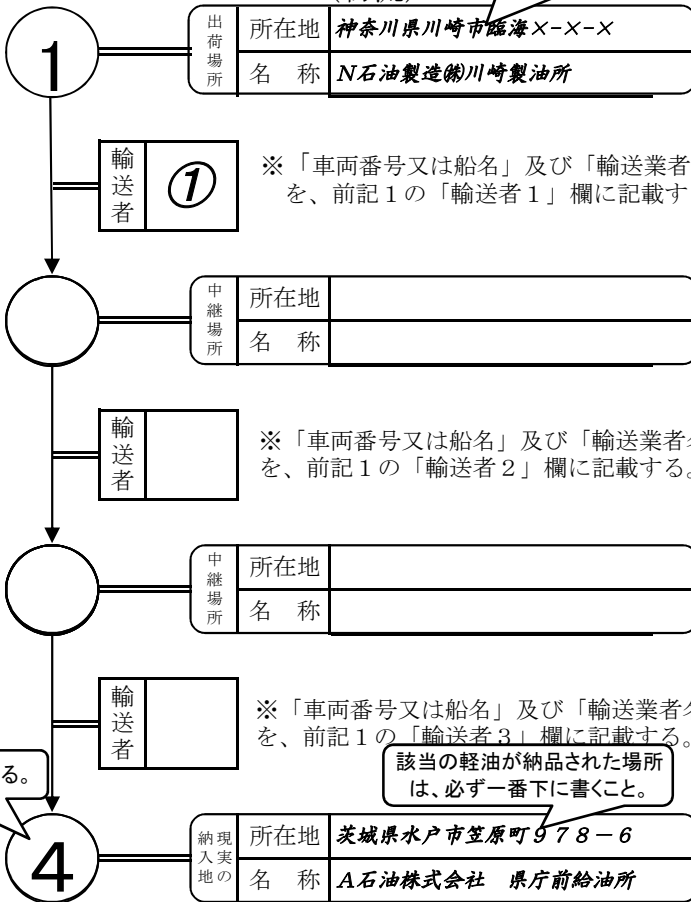 1
出荷場所
所在地 神奈川県川崎市臨海×-×-×
名 称 N石油製造㈱川崎製油所
輸送者 ①
※「車両番号又は船名」及び「輸送業者
を、前記1の「輸送者1」欄に記載す
中継場所
所在地
名 称
輸送者
※「車両番号又は船名」及び「輸送業者名
を、前記1の「輸送者2」欄に記載する。
中継場所
所在地
名 称
輸送者
※「車両番号又は船名」及び「輸送業者名
を、前記1の「輸送者3」欄に記載する。
る。
該当の軽油が納品された場所
は、必ず一番下に書くこと。
4
現実の納入地
所在地 茨城県水戸市笠原町978-6
名 称 A石油株式会社 県庁前給油所